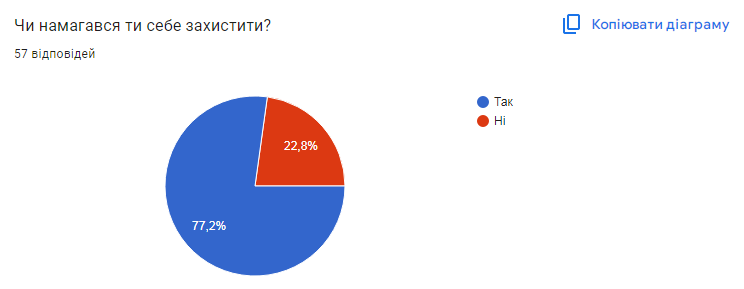 Чи намагався ти себе захистити?
Копіювати діаграму
57 відповідей
Так
Ні
22,8%
77,2%